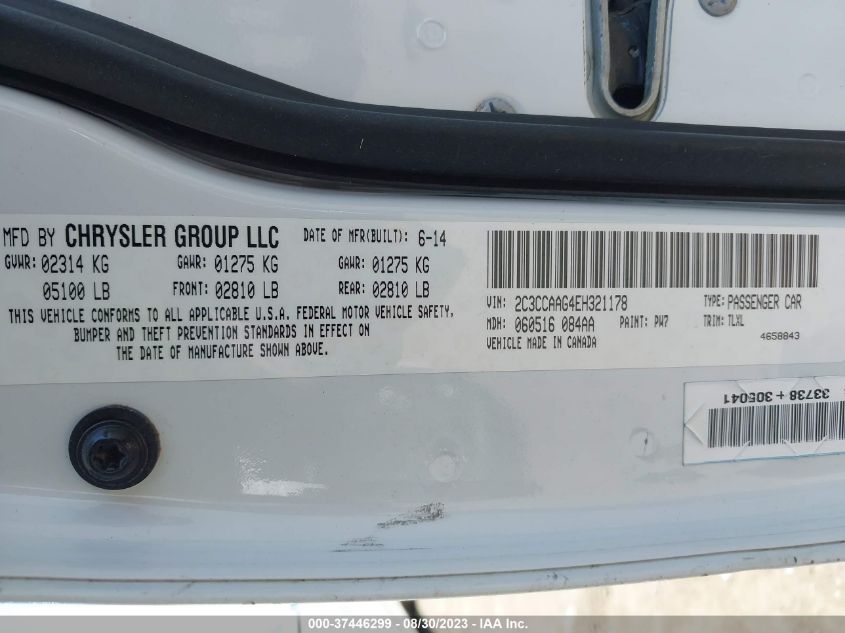 MFD BY CHRYSLER GROUP LLC DATE OF MFR(BUILT): 6-14
GVWR: 02314 KG GAWR: 01275 KG GAWR: 01275 KG
05100 LB FRONT: 02810 LB REAR: 02810 LB
THIS VEHICLE CONFORMS TO ALL APPLICABLE U.S.A. FEDERAL MOTOR VEHICLE SAFETY,
BUMPER AND THEFT PREVENTION STANDARDS IN EFFECT ON
THE DATE OF MANUFACTURE SHOWN ABOVE.
VIN: 2C3CCAAG4EH321178 TYPE: PASSENGER CAR
MDH: 060516 084AA PAINT: PW7 TRIM: TLXL
VEHICLE MADE IN CANADA 4658843
33738 + 305041
000-37446299 - 08/30/2023 - IAA Inc.